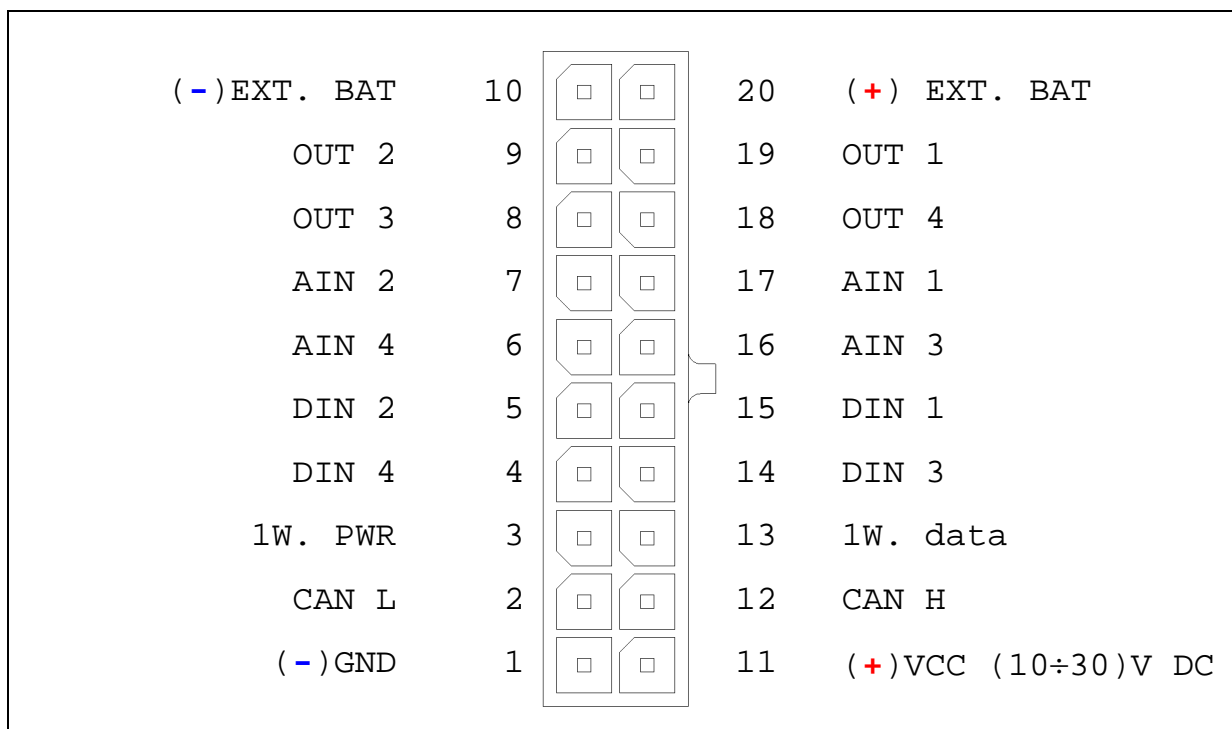 (-)EXT. BAT 10 20 (+) EXT. BAT
OUT 2 9 19 OUT 1
OUT 3 8 18 OUT 4
AIN 2 7 17 AIN 1
AIN 4 6 16 AIN 3
DIN 2 5 15 DIN 1
DIN 4 4 14 DIN 3
1W. PWR 3 13 1W. data
CAN L 2 12 CAN H
(-)GND 1 11 (+)VCC (10÷30)V DC